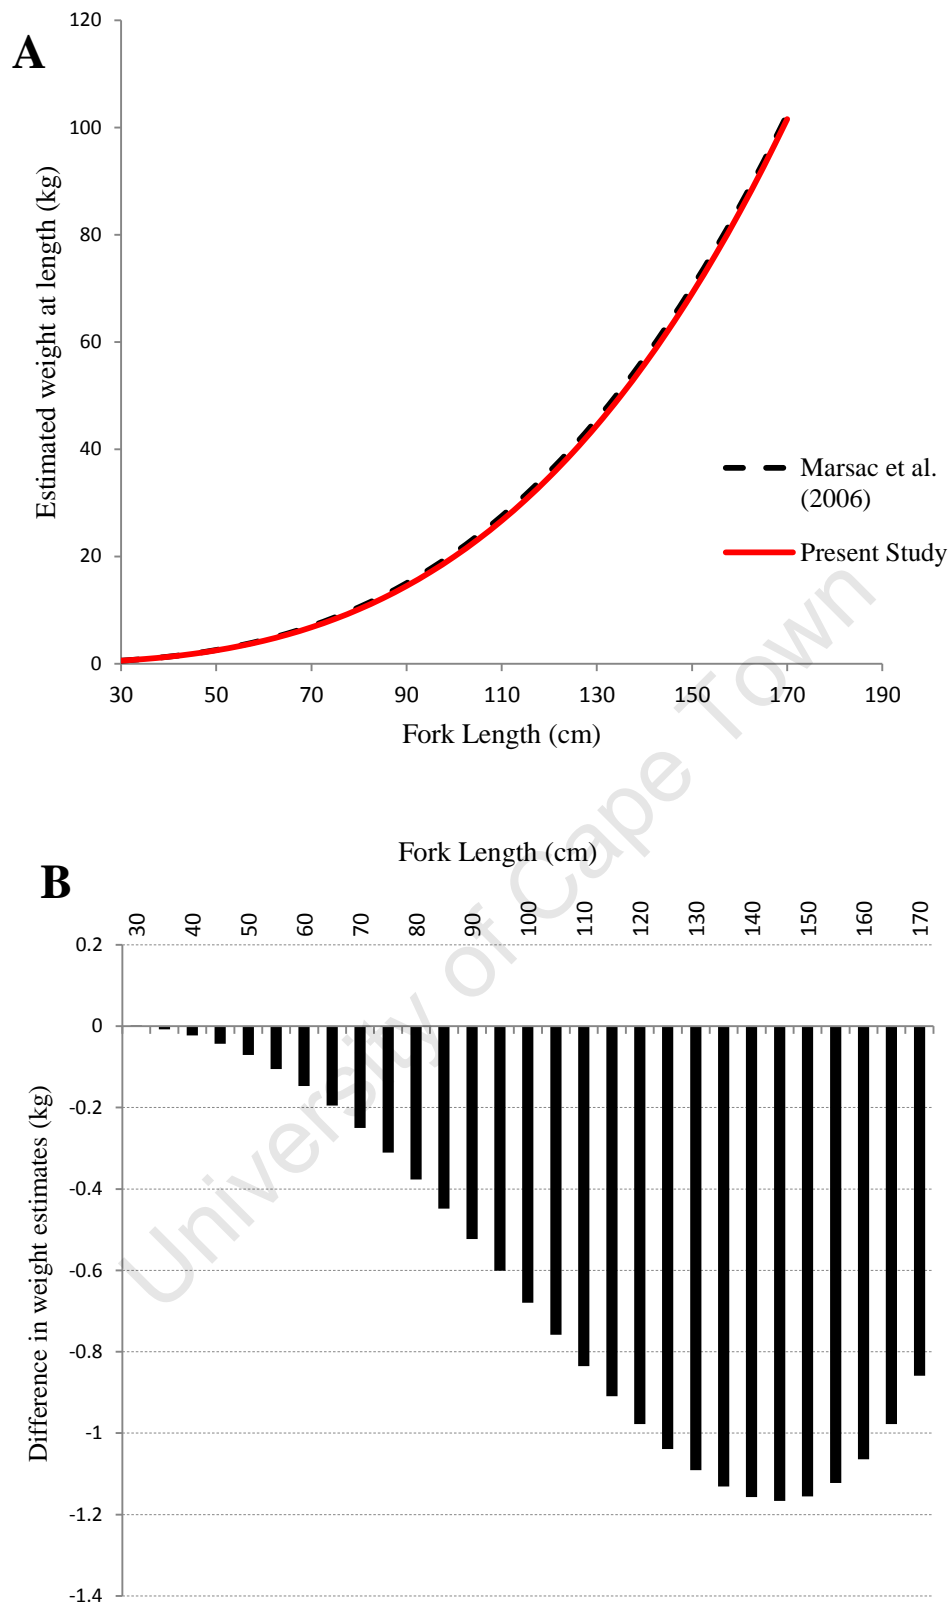 A
120
100
80
60
40
20
0
Estimated weight at length (kg)
30 50 70 90 110 130 150 170 190
Fork Length (cm)
Marsac et al.
(2006)
Present Study
University of Cape Town
B
Fork Length (cm)
30 40 50 60 70 80 90 100 110 120 130 140 150 160 170
0.2
0
-0.2
-0.4
-0.6
-0.8
-1
-1.2
-1.4
Difference in weight estimates (kg)